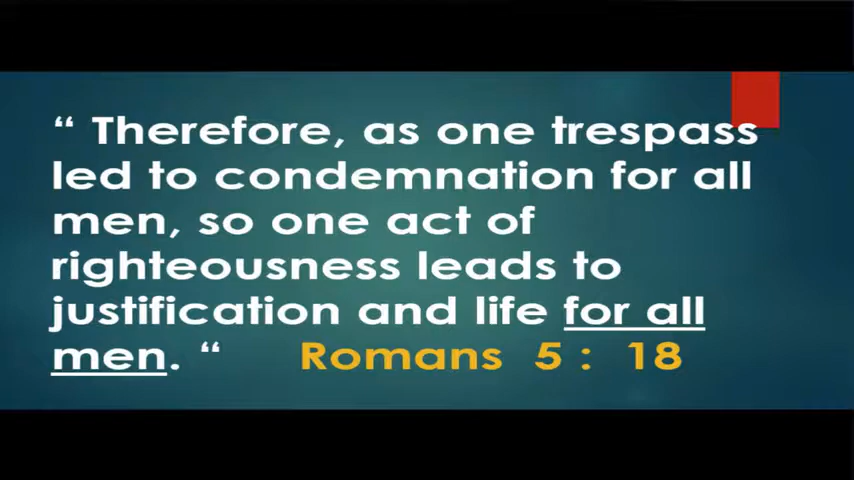 “ Therefore, as one trespass
led to condemnation for all
men, so one act of
righteousness leads to
justification and life for all
men. “ Romans 5 : 18